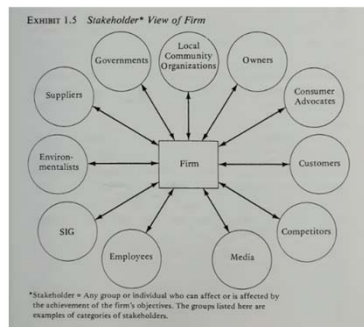 EXHIBIT 1.5 Stakeholder* View of Firm
Governments
Local
Community
Organizations
Owners
Suppliers
Consumer
Advocates
Environ-
mentalists
Firm
Customers
SIG
Competitors
Employees
Media
*Stakeholder = Any group or individual who can affect or is affected by
the achievement of the firm's objectives. The groups listed here are
examples of categories of stakeholders.